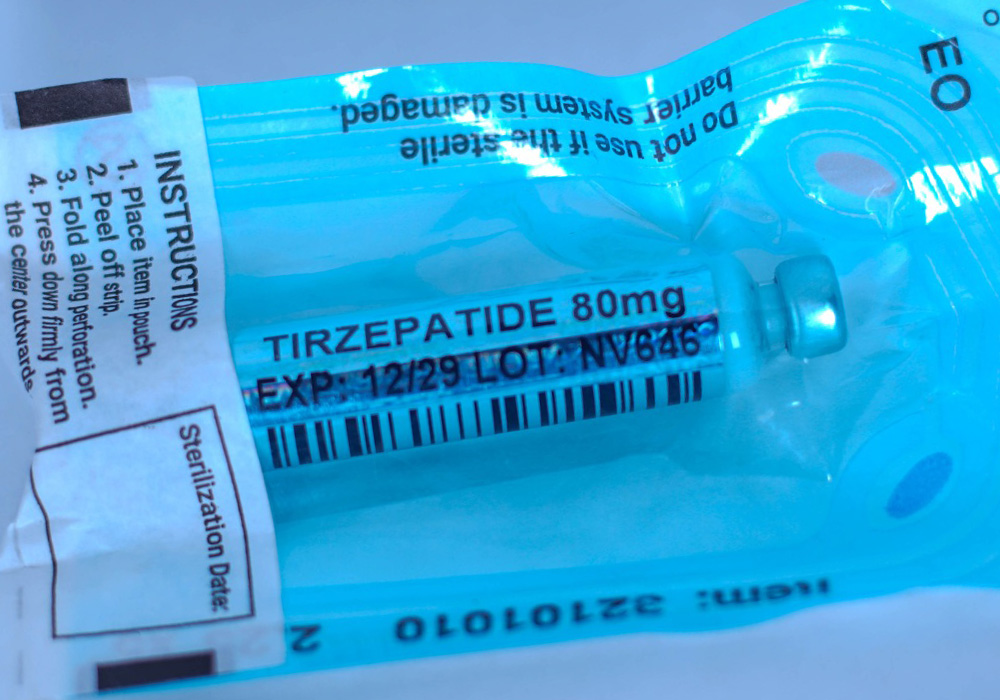 EO
Do not use if the sterile
barrier system is damaged.
INSTRUCTIONS
1. Place item in pouch.
2. Peel off strip.
3. Fold along perforation.
4. Press down firmly from
the center outwards.
TIRZEPATIDE 80mg
EXP: 12/29 LOT: NV646
Sterilization Date:
Item: 32101010
2